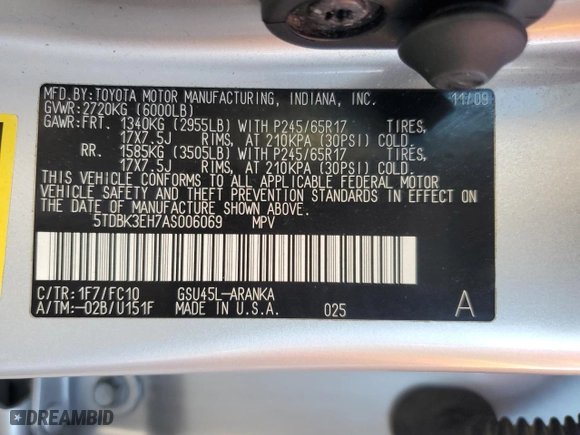 MFD.BY:TOYOTA MOTOR MANUFACTURING, INDIANA, INC. 11/09
GVWR:2720KG (6000LB)
GAWR:FRT. 1340KG (2955LB) WITH P245/65R17 TIRES,
17X7.5J RIMS, AT 210KPA (30PSI) COLD.
RR. 1585KG (3505LB) WITH P245/65R17 TIRES,
17X7.5J RIMS, AT 210KPA (30PSI) COLD.
THIS VEHICLE CONFORMS TO ALL APPLICABLE FEDERAL MOTOR
VEHICLE SAFETY AND THEFT PREVENTION STANDARDS IN EFFECT
ON THE DATE OF MANUFACTURE SHOWN ABOVE.
5TDBK3EH7AS006069 MPV
C/TR:1F7/FC10 GSU45L-ARANKA
A/TM:-02B/U151F MADE IN U.S.A. 025 A
DREAMBID